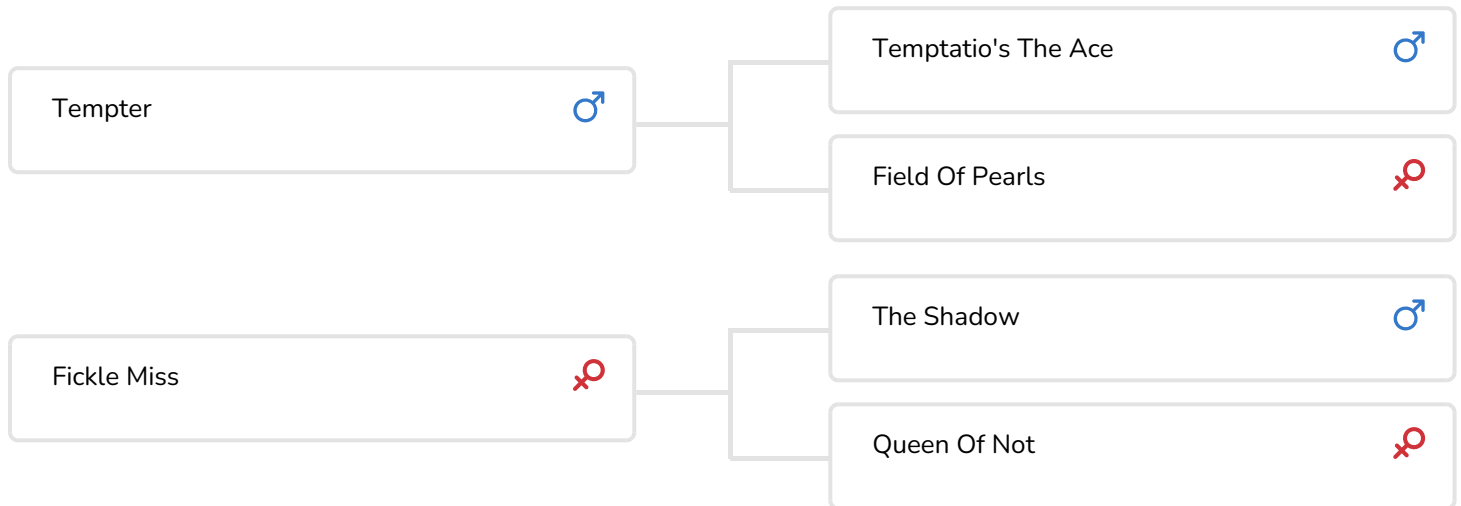 Temptatio's The Ace
Tempter
Field Of Pearls
The Shadow
Fickle Miss
Queen Of Not